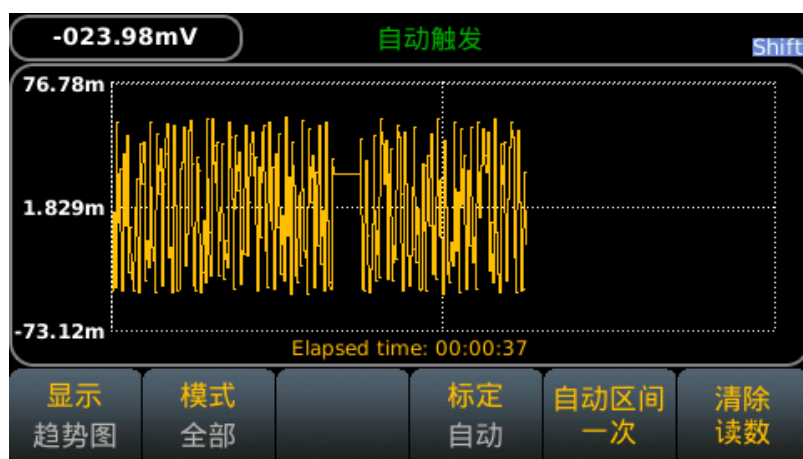 -023.98mV
自动触发
Shift
76.78m
1.829m
-73.12m
Elapsed time: 00:00:37
显示 模式 标定 自动区间 清除
趋势图 全部 自动 一次 读数